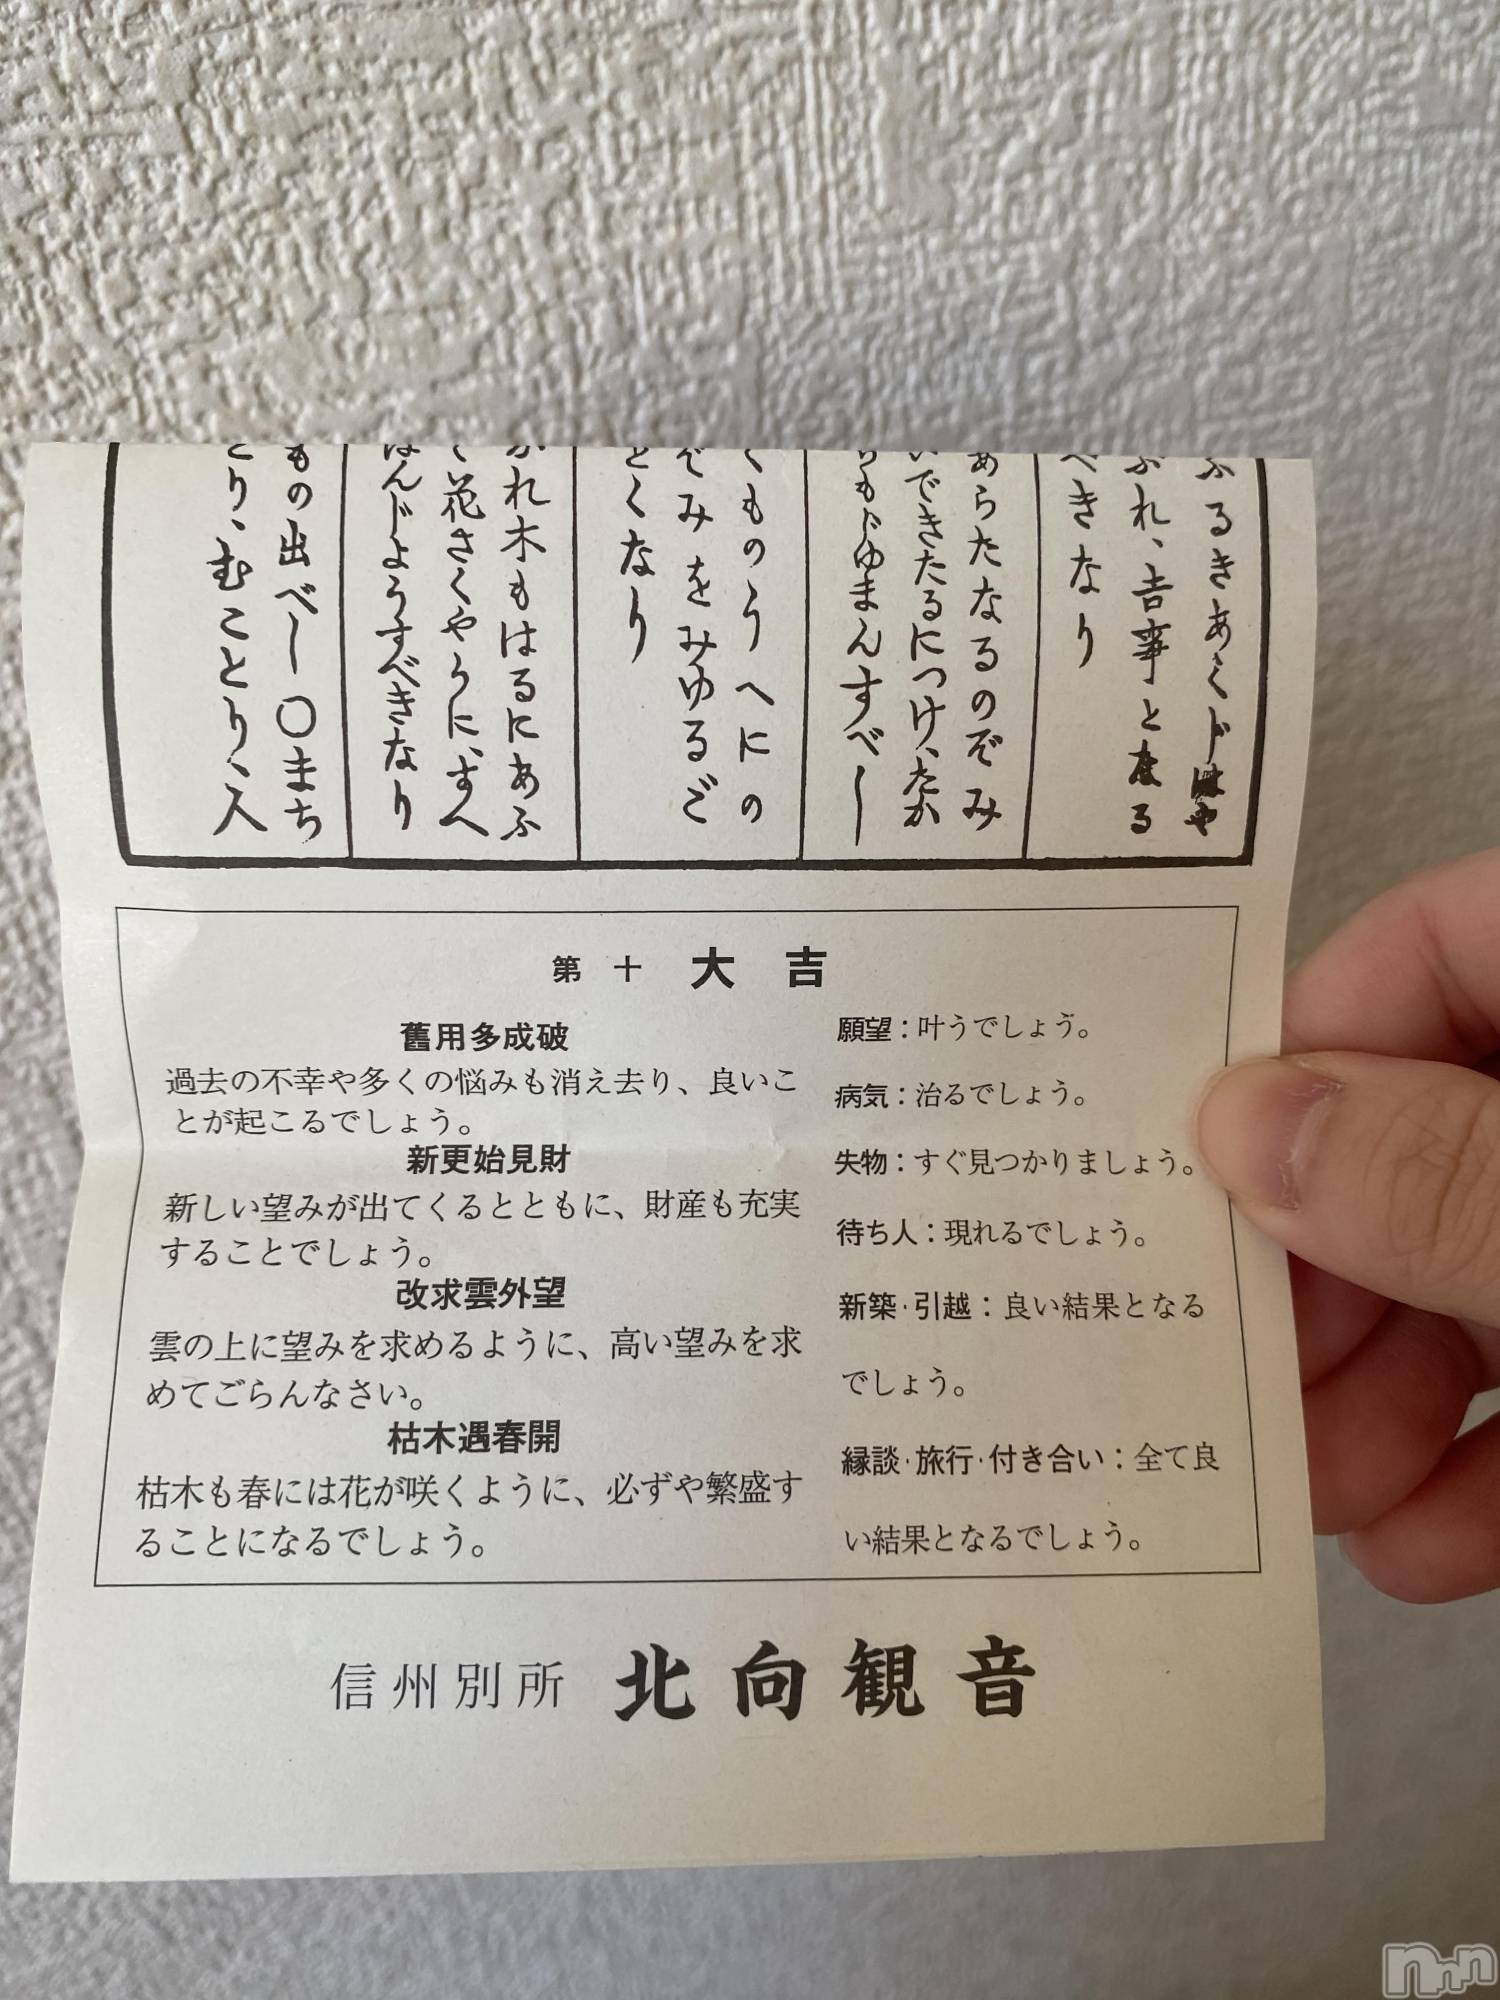 ふるきあくじはや
ぶれ、吉事となる
べきなり
あらたなるのぞみ
いできたるにつけ、たか
らもじゆまんすべし
くものうへにの
ぞみをみゆるご
とくなり
かれ木もはるにあふ
て花さくやうに、すへ
はんじようすべきなり
もの出べし〇まち
とり、むことり、人
第十 大吉
舊用多成破
過去の不幸や多くの悩みも消え去り、良いこ
とが起こるでしょう。
新更始見財
新しい望みが出てくるとともに、財産も充実
することでしょう。
改求雲外望
雲の上に望みを求めるように、高い望みを求
めてごらんなさい。
枯木遇春開
枯木も春には花が咲くように、必ずや繁盛す
ることになるでしょう。
願望：叶うでしょう。
病気：治るでしょう。
失物：すぐ見つかりましょう。
待ち人：現れるでしょう。
新築・引越：良い結果となる
でしょう。
縁談・旅行・付き合い：全て良
い結果となるでしょう。
信州別所 北向観音
nnn